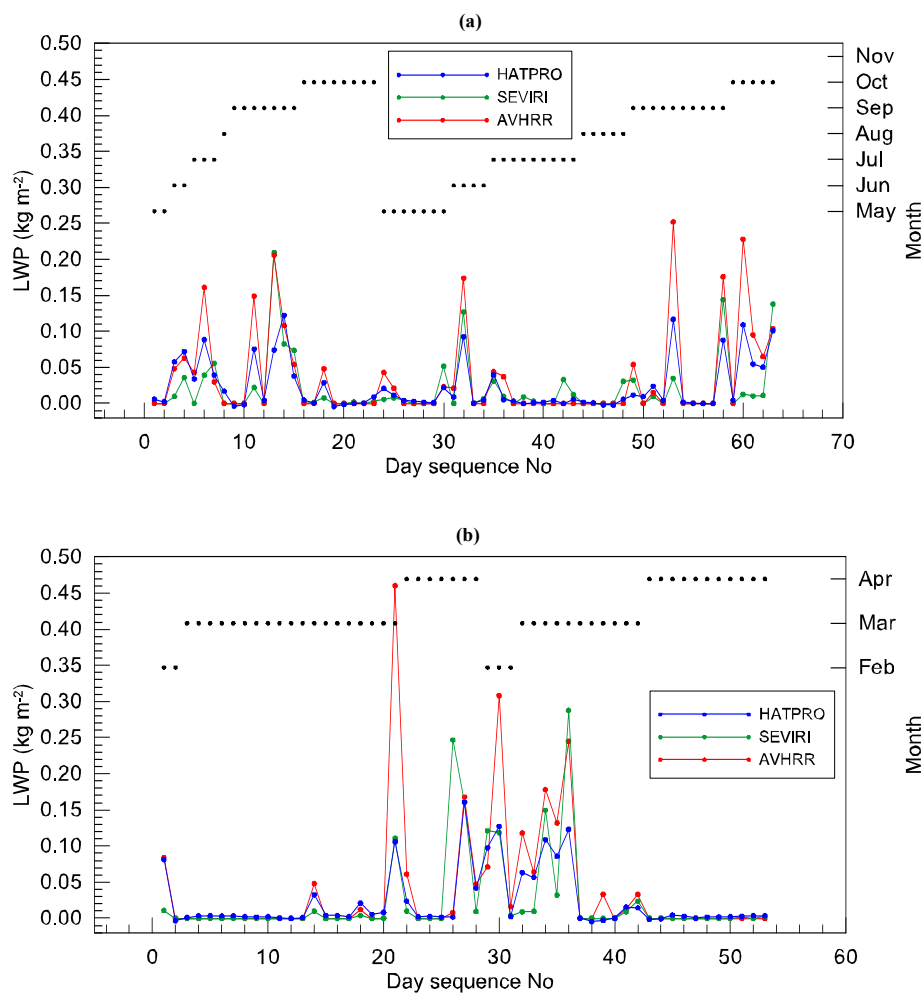 (a)
0.50
0.45
0.40
0.35
0.30
0.25
0.20
0.15
0.10
0.05
0.00
LWP (kg m-2)
HATPRO
SEVIRI
AVHRR
Nov
Oct
Sep
Aug
Jul
Jun
May
Month
0 10 20 30 40 50 60 70
Day sequence No
(b)
0.50
0.45
0.40
0.35
0.30
0.25
0.20
0.15
0.10
0.05
0.00
LWP (kg m-2)
Apr
Mar
Feb
HATPRO
SEVIRI
AVHRR
Month
0 10 20 30 40 50 60
Day sequence No